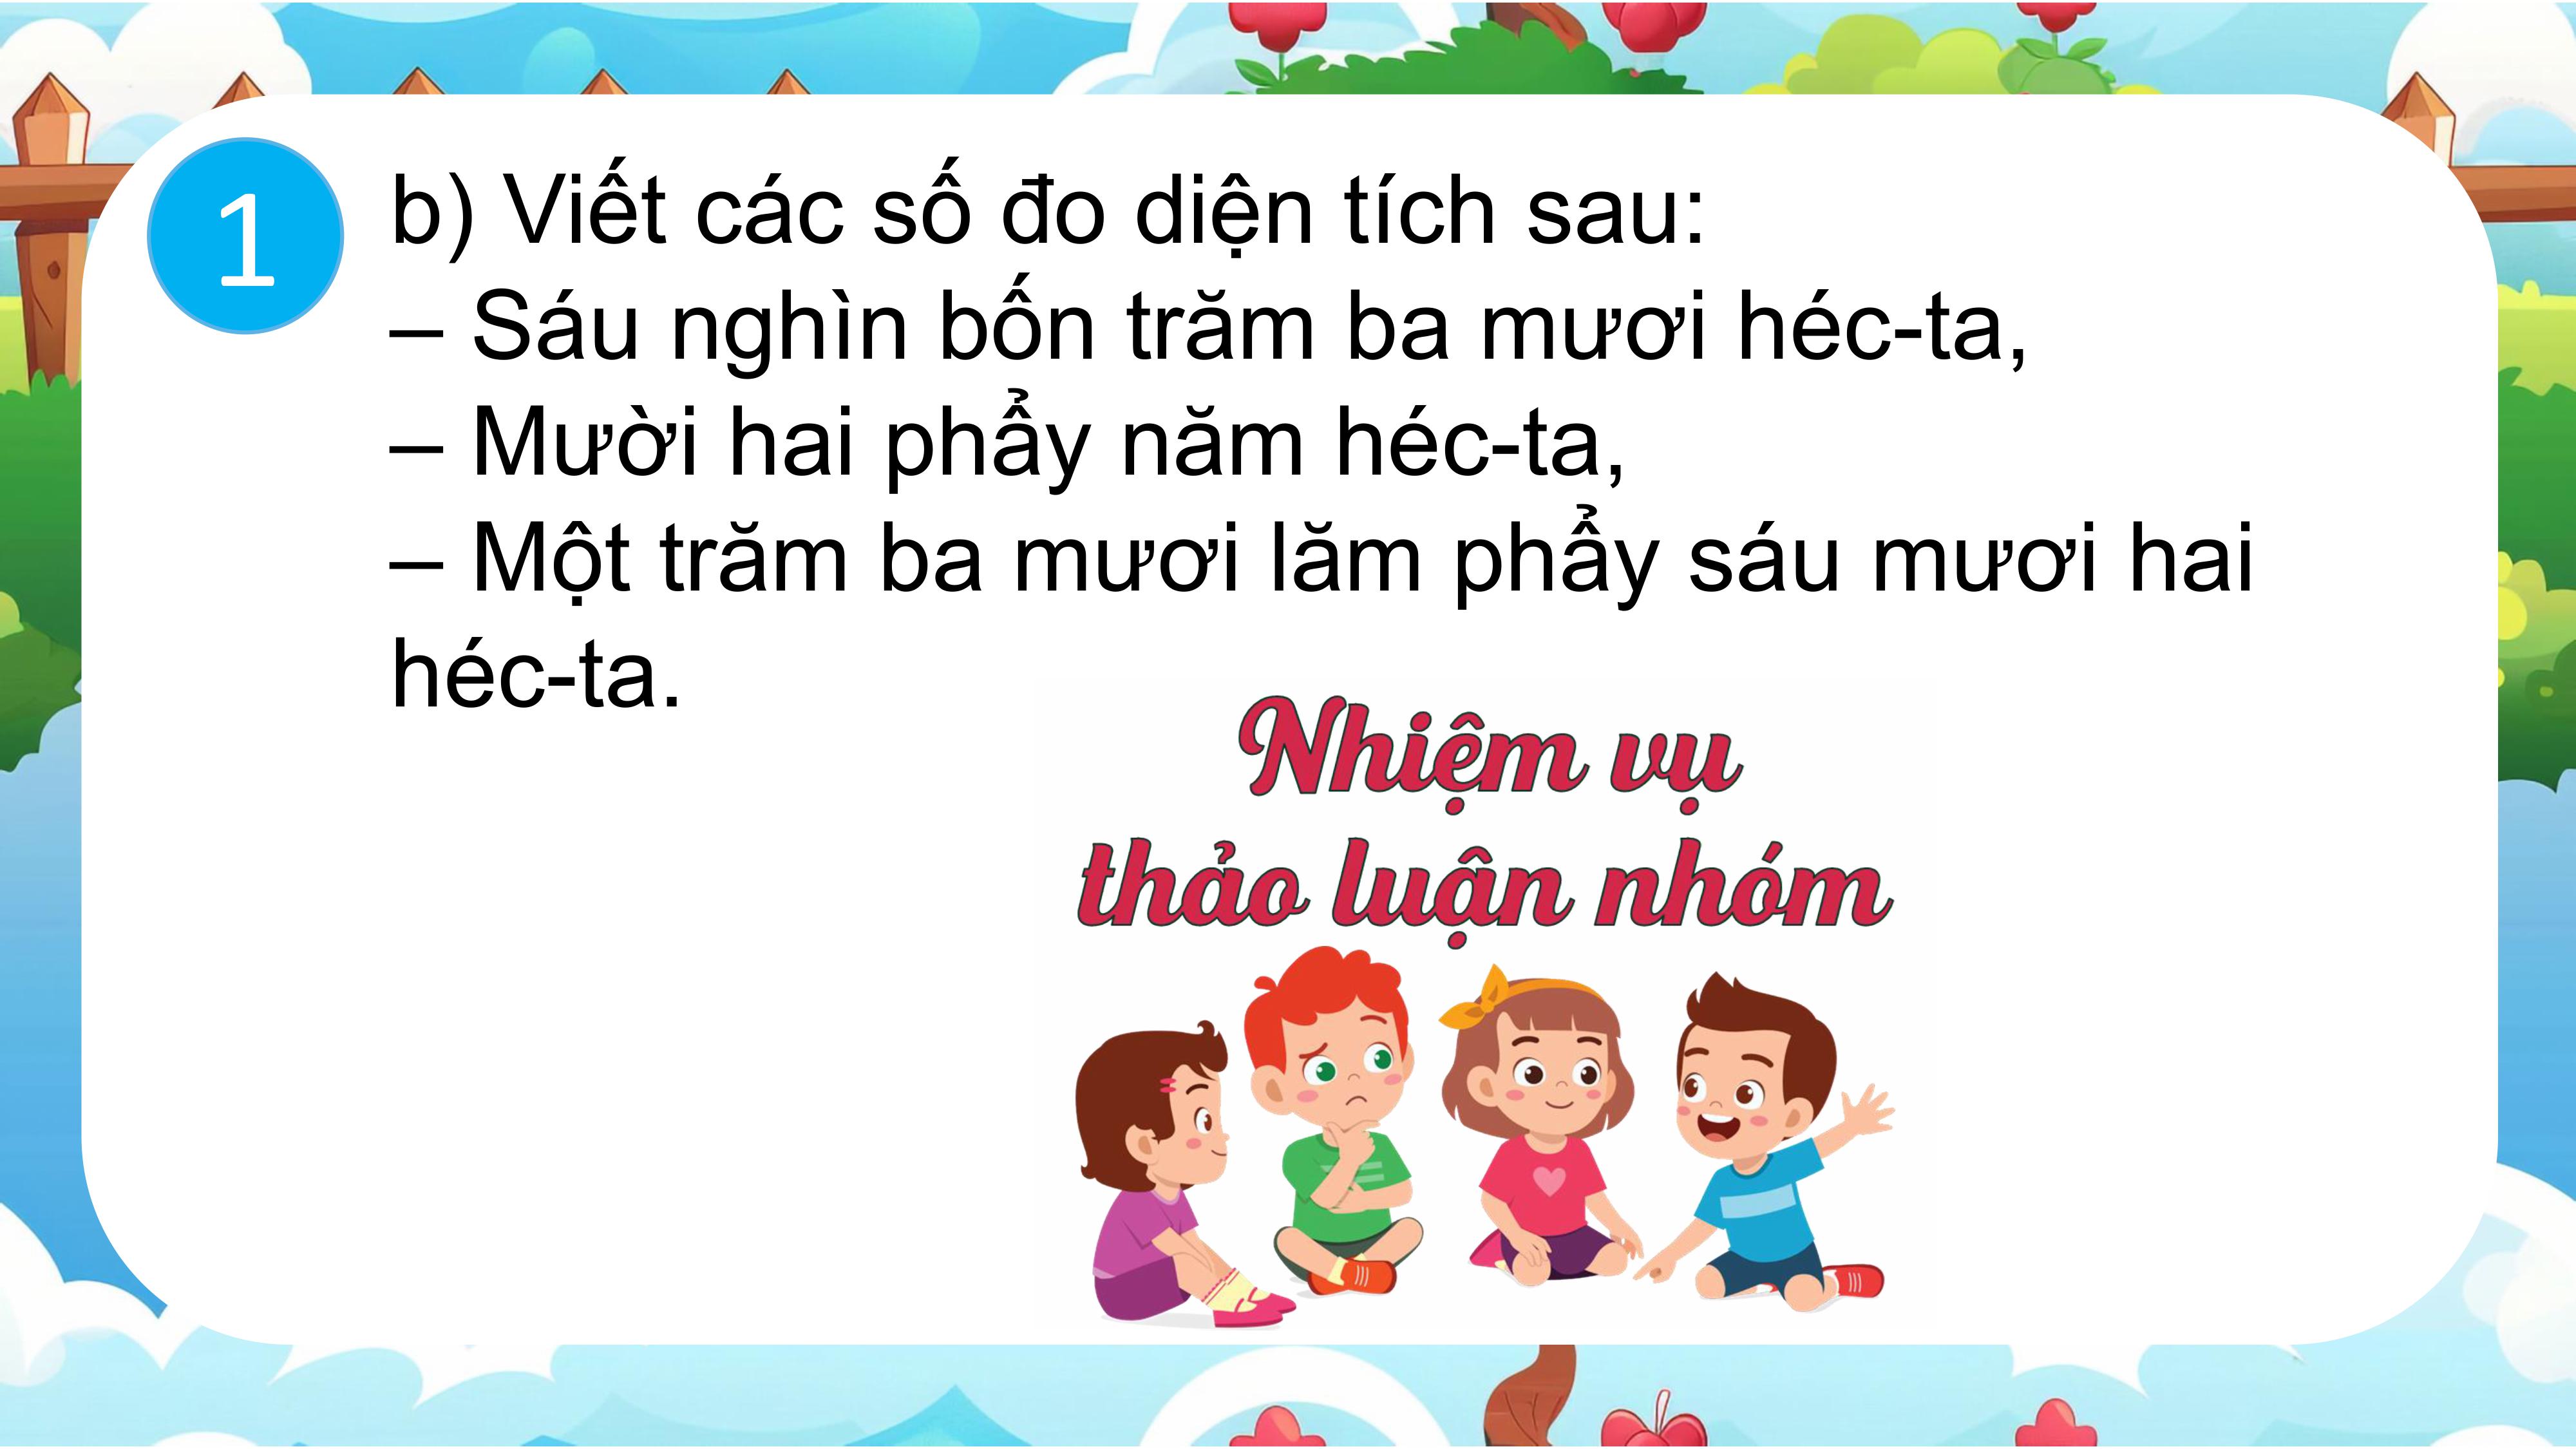 1
b) Viết các số đo diện tích sau:
– Sáu nghìn bốn trăm ba mươi héc-ta,
– Mười hai phẩy năm héc-ta,
– Một trăm ba mươi lăm phẩy sáu mươi hai
héc-ta.
Nhiệm vụ
thảo luận nhóm